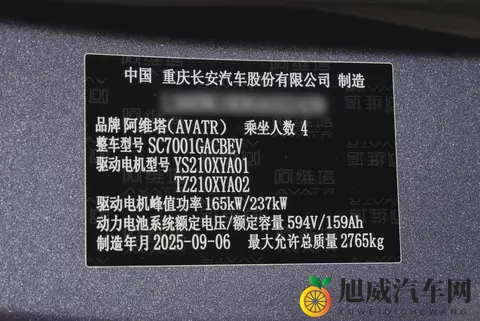 中国 重庆长安汽车股份有限公司 制造
品牌 阿维塔(AVATR) 乘坐人数 4
整车型号 SC7001GACBEV
驱动电机型号 YS210XYA01
TZ210XYA02
驱动电机峰值功率 165kW/237kW
动力电池系统额定电压/额定容量 594V/159Ah
制造年月 2025-09-06 最大允许总质量 2765kg
旭威汽车网
XUWEIQICHEWANG